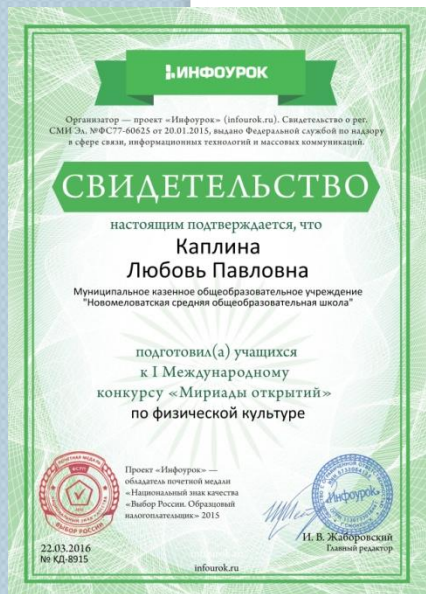 ИНФОУРОК
Организатор — проект «Инфоурок» (infourok.ru). Свидетельство о рег.
СМИ Эл. №ФС77-60625 от 20.01.2015, выдано Федеральной службой по надзору
в сфере связи, информационных технологий и массовых коммуникаций.
СВИДЕТЕЛЬСТВО
настоящим подтверждается, что
Каплина
Любовь Павловна
Муниципальное казенное общеобразовательное учреждение
"Новомеловатская средняя общеобразовательная школа"
подготовил(а) учащихся
к I Международному
конкурсу «Мириады открытий»
по физической культуре
Проект «Инфоурок» —
обладатель почетной медали
«Национальный знак качества
«Выбор России. Образцовый
налогоплательщик» 2015
ВЫБОР РОССИИ
Инфоурок
И. В. Жаборовский
Главный редактор
22.03.2016
№ КД-8915
infourok.ru